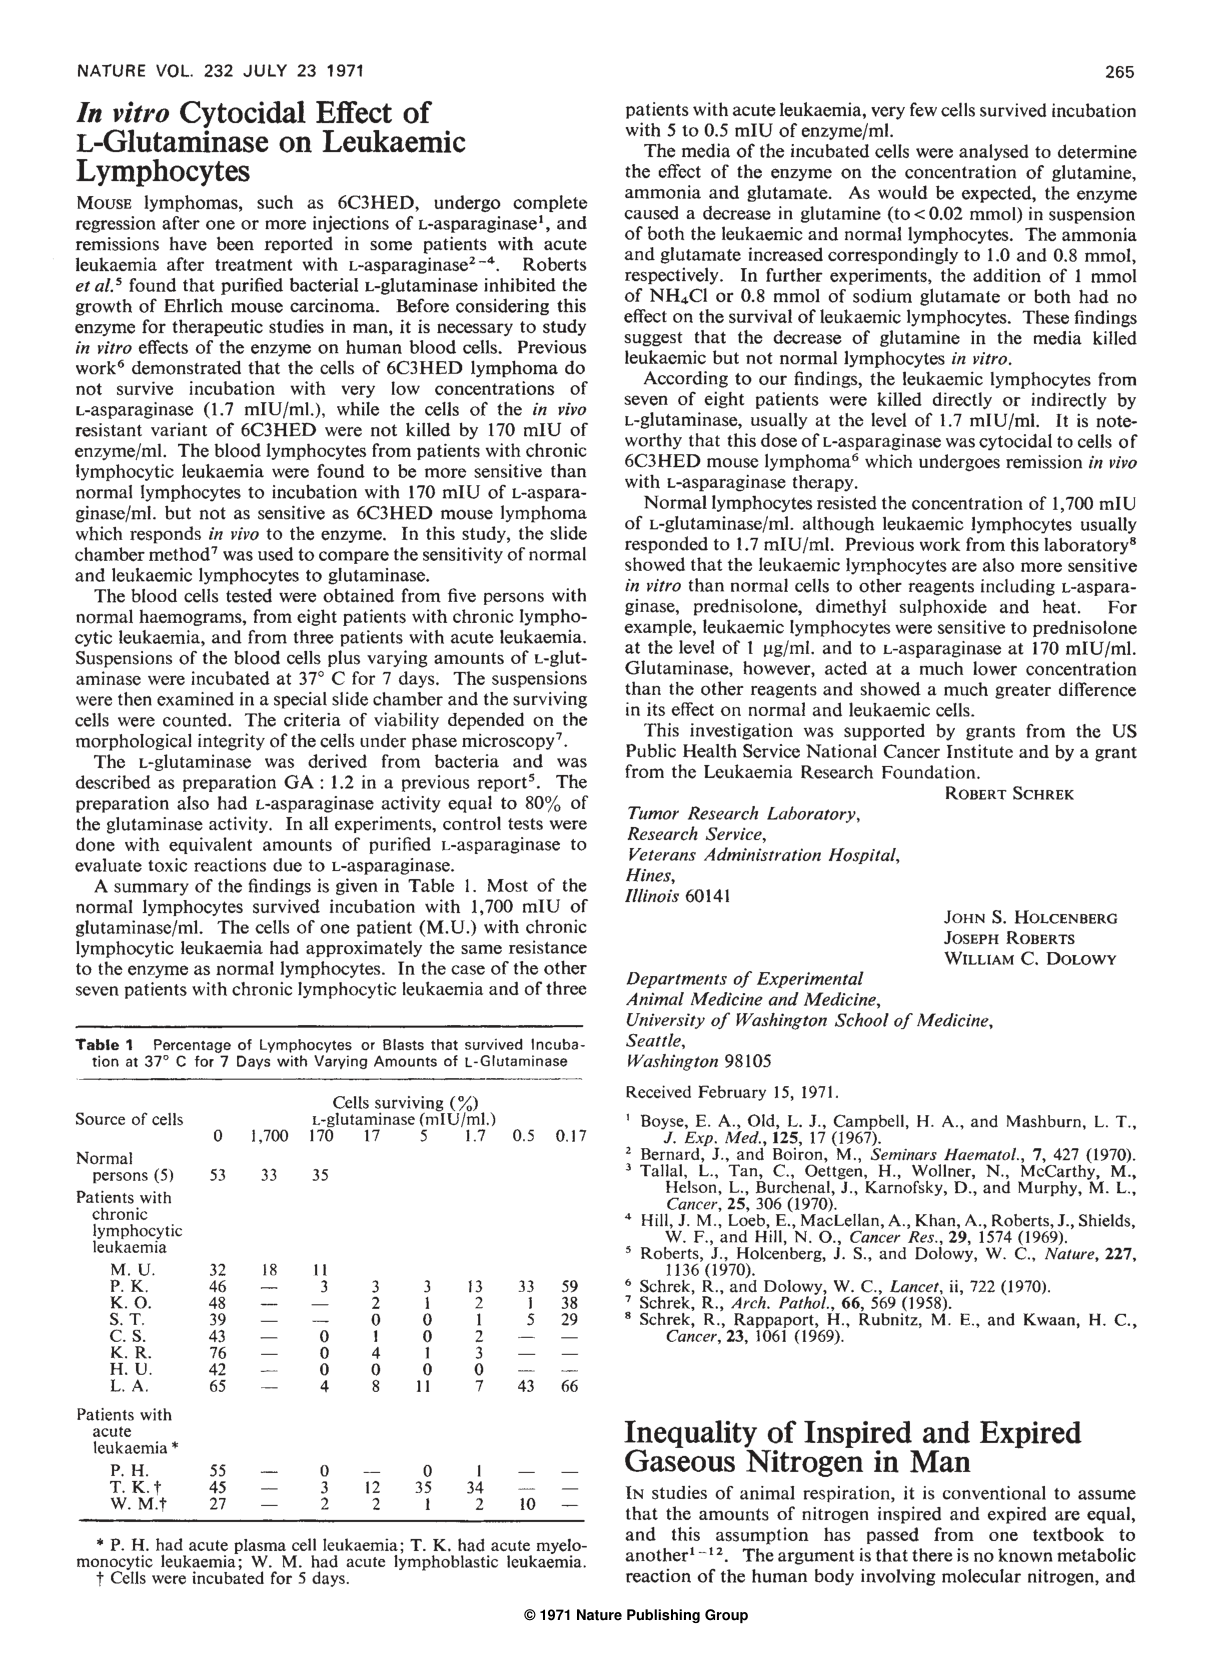 NATURE VOL. 232 JULY 23 1971
265
In vitro Cytocidal Effect of
L-Glutaminase on Leukaemic
Lymphocytes
MOUSE lymphomas, such as 6C3HED, undergo complete
regression after one or more injections of L-asparaginase¹, and
remissions have been reported in some patients with acute
leukaemia after treatment with L-asparaginase²⁻⁴. Roberts
et al.⁵ found that purified bacterial L-glutaminase inhibited the
growth of Ehrlich mouse carcinoma. Before considering this
enzyme for therapeutic studies in man, it is necessary to study
in vitro effects of the enzyme on human blood cells. Previous
work⁶ demonstrated that the cells of 6C3HED lymphoma do
not survive incubation with very low concentrations of
L-asparaginase (1.7 mIU/ml.), while the cells of the in vivo
resistant variant of 6C3HED were not killed by 170 mIU of
enzyme/ml. The blood lymphocytes from patients with chronic
lymphocytic leukaemia were found to be more sensitive than
normal lymphocytes to incubation with 170 mIU of L-aspara-
ginase/ml. but not as sensitive as 6C3HED mouse lymphoma
which responds in vivo to the enzyme. In this study, the slide
chamber method⁷ was used to compare the sensitivity of normal
and leukaemic lymphocytes to glutaminase.
The blood cells tested were obtained from five persons with
normal haemograms, from eight patients with chronic lympho-
cytic leukaemia, and from three patients with acute leukaemia.
Suspensions of the blood cells plus varying amounts of L-glut-
aminase were incubated at 37° C for 7 days. The suspensions
were then examined in a special slide chamber and the surviving
cells were counted. The criteria of viability depended on the
morphological integrity of the cells under phase microscopy⁷.
The L-glutaminase was derived from bacteria and was
described as preparation GA : 1.2 in a previous report⁵. The
preparation also had L-asparaginase activity equal to 80% of
the glutaminase activity. In all experiments, control tests were
done with equivalent amounts of purified L-asparaginase to
evaluate toxic reactions due to L-asparaginase.
A summary of the findings is given in Table 1. Most of the
normal lymphocytes survived incubation with 1,700 mIU of
glutaminase/ml. The cells of one patient (M.U.) with chronic
lymphocytic leukaemia had approximately the same resistance
to the enzyme as normal lymphocytes. In the case of the other
seven patients with chronic lymphocytic leukaemia and of three
Table 1 Percentage of Lymphocytes or Blasts that survived Incuba-
tion at 37° C for 7 Days with Varying Amounts of L-Glutaminase
Cells surviving (%)
Source of cells L-glutaminase (mIU/ml.)
0 1,700 170 17 5 1.7 0.5 0.17
Normal
persons (5) 53 33 35
Patients with
chronic
lymphocytic
leukaemia
M. U. 32 18 11
P. K. 46 — 3 3 3 13 33 59
K. O. 48 — — 2 1 2 1 38
S. T. 39 — — 0 0 1 5 29
C. S. 43 — 0 1 0 2 — —
K. R. 76 — 0 4 1 3 — —
H. U. 42 — 0 0 0 0 — —
L. A. 65 — 4 8 11 7 43 66
Patients with
acute
leukaemia *
P. H. 55 — 0 — 0 1 — —
T. K.† 45 — 3 12 35 34 — —
W. M.† 27 — 2 2 1 2 10 —
* P. H. had acute plasma cell leukaemia; T. K. had acute myelo-
monocytic leukaemia; W. M. had acute lymphoblastic leukaemia.
† Cells were incubated for 5 days.
patients with acute leukaemia, very few cells survived incubation
with 5 to 0.5 mIU of enzyme/ml.
The media of the incubated cells were analysed to determine
the effect of the enzyme on the concentration of glutamine,
ammonia and glutamate. As would be expected, the enzyme
caused a decrease in glutamine (to<0.02 mmol) in suspension
of both the leukaemic and normal lymphocytes. The ammonia
and glutamate increased correspondingly to 1.0 and 0.8 mmol,
respectively. In further experiments, the addition of 1 mmol
of NH₄Cl or 0.8 mmol of sodium glutamate or both had no
effect on the survival of leukaemic lymphocytes. These findings
suggest that the decrease of glutamine in the media killed
leukaemic but not normal lymphocytes in vitro.
According to our findings, the leukaemic lymphocytes from
seven of eight patients were killed directly or indirectly by
L-glutaminase, usually at the level of 1.7 mIU/ml. It is note-
worthy that this dose of L-asparaginase was cytocidal to cells of
6C3HED mouse lymphoma⁶ which undergoes remission in vivo
with L-asparaginase therapy.
Normal lymphocytes resisted the concentration of 1,700 mIU
of L-glutaminase/ml. although leukaemic lymphocytes usually
responded to 1.7 mIU/ml. Previous work from this laboratory⁸
showed that the leukaemic lymphocytes are also more sensitive
in vitro than normal cells to other reagents including L-aspara-
ginase, prednisolone, dimethyl sulphoxide and heat. For
example, leukaemic lymphocytes were sensitive to prednisolone
at the level of 1 µg/ml. and to L-asparaginase at 170 mIU/ml.
Glutaminase, however, acted at a much lower concentration
than the other reagents and showed a much greater difference
in its effect on normal and leukaemic cells.
This investigation was supported by grants from the US
Public Health Service National Cancer Institute and by a grant
from the Leukaemia Research Foundation.
ROBERT SCHREK
Tumor Research Laboratory,
Research Service,
Veterans Administration Hospital,
Hines,
Illinois 60141
JOHN S. HOLCENBERG
JOSEPH ROBERTS
WILLIAM C. DOLOWY
Departments of Experimental
Animal Medicine and Medicine,
University of Washington School of Medicine,
Seattle,
Washington 98105
Received February 15, 1971.
¹ Boyse, E. A., Old, L. J., Campbell, H. A., and Mashburn, L. T.,
J. Exp. Med., 125, 17 (1967).
² Bernard, J., and Boiron, M., Seminars Haematol., 7, 427 (1970).
³ Tallal, L., Tan, C., Oettgen, H., Wollner, N., McCarthy, M.,
Helson, L., Burchenal, J., Karnofsky, D., and Murphy, M. L.,
Cancer, 25, 306 (1970).
⁴ Hill, J. M., Loeb, E., MacLellan, A., Khan, A., Roberts, J., Shields,
W. F., and Hill, N. O., Cancer Res., 29, 1574 (1969).
⁵ Roberts, J., Holcenberg, J. S., and Dolowy, W. C., Nature, 227,
1136 (1970).
⁶ Schrek, R., and Dolowy, W. C., Lancet, ii, 722 (1970).
⁷ Schrek, R., Arch. Pathol., 66, 569 (1958).
⁸ Schrek, R., Rappaport, H., Rubnitz, M. E., and Kwaan, H. C.,
Cancer, 23, 1061 (1969).
Inequality of Inspired and Expired
Gaseous Nitrogen in Man
IN studies of animal respiration, it is conventional to assume
that the amounts of nitrogen inspired and expired are equal,
and this assumption has passed from one textbook to
another¹⁻¹². The argument is that there is no known metabolic
reaction of the human body involving molecular nitrogen, and
© 1971 Nature Publishing Group